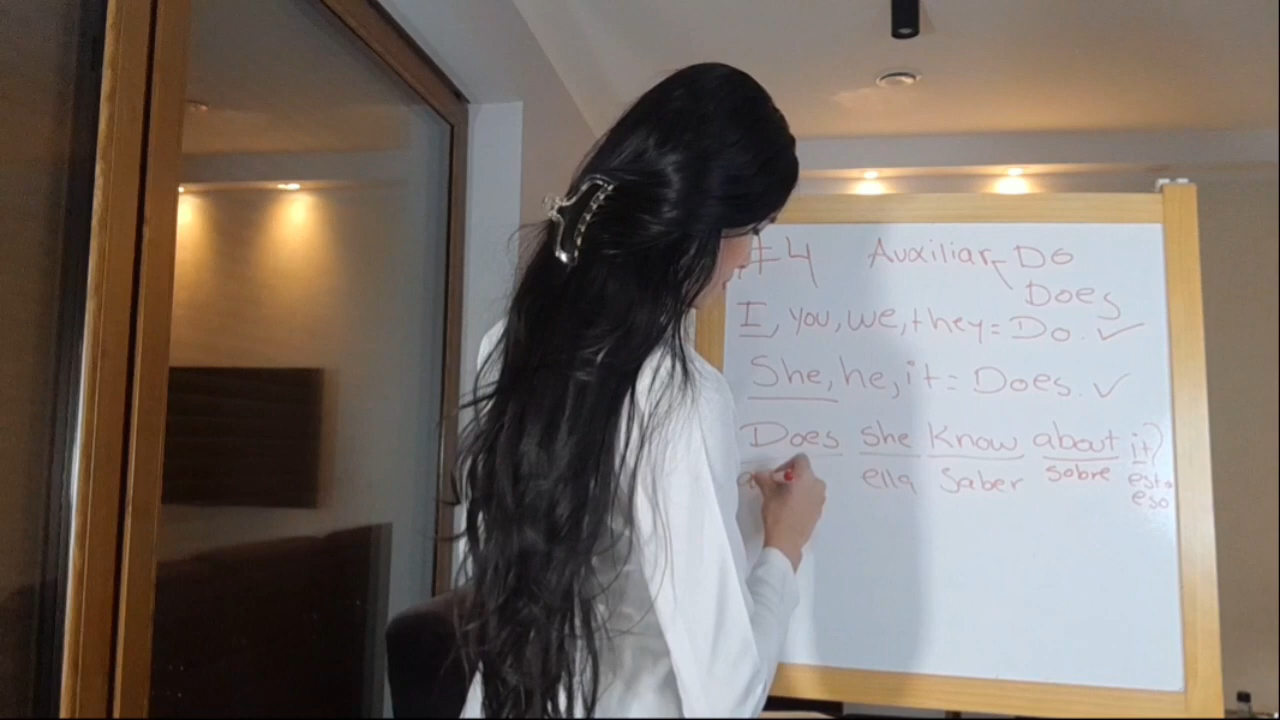 #4 Auxiliar Do
Does
I, you, we, they = Do. ✓
She, he, it = Does. ✓
Does she know about it?
a ella saber sobre esto
eso